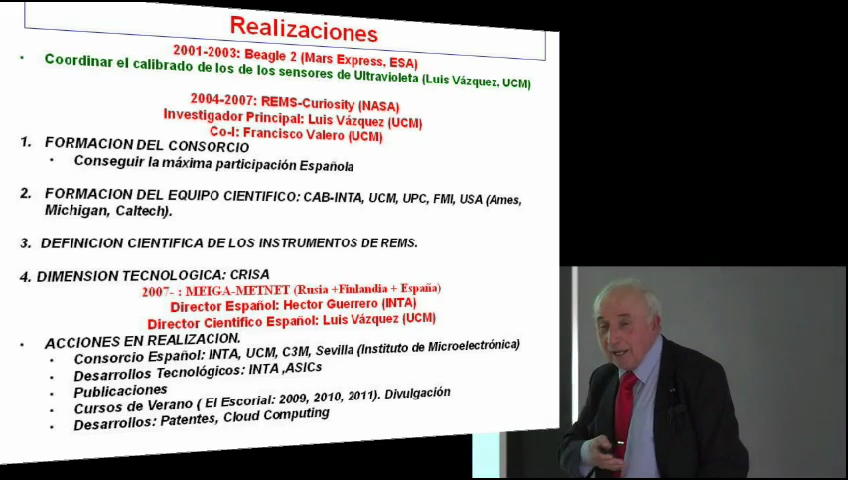 Realizaciones
2001-2003: Beagle 2 (Mars Express, ESA)
• Coordinar el calibrado de los de los sensores de Ultravioleta (Luis Vázquez, UCM)
2004-2007: REMS-Curiosity (NASA)
Investigador Principal: Luis Vázquez (UCM)
Co-I: Francisco Valero (UCM)
1. FORMACION DEL CONSORCIO
• Conseguir la máxima participación Española
2. FORMACION DEL EQUIPO CIENTIFICO: CAB-INTA, UCM, UPC, FMI, USA (Ames,
Michigan, Caltech).
3. DEFINICION CIENTIFICA DE LOS INSTRUMENTOS DE REMS.
4. DIMENSION TECNOLOGICA: CRISA
2007- : MEIGA-METNET (Rusia +Finlandia + España)
Director Español: Hector Guerrero (INTA)
Director Cientifico Español: Luis Vázquez (UCM)
• ACCIONES EN REALIZACION.
• Consorcio Español: INTA, UCM, C3M, Sevilla (Instituto de Microelectrónica)
• Desarrollos Tecnológicos: INTA ,ASICs
• Publicaciones
• Cursos de Verano ( El Escorial: 2009, 2010, 2011). Divulgación
• Desarrollos: Patentes, Cloud Computing